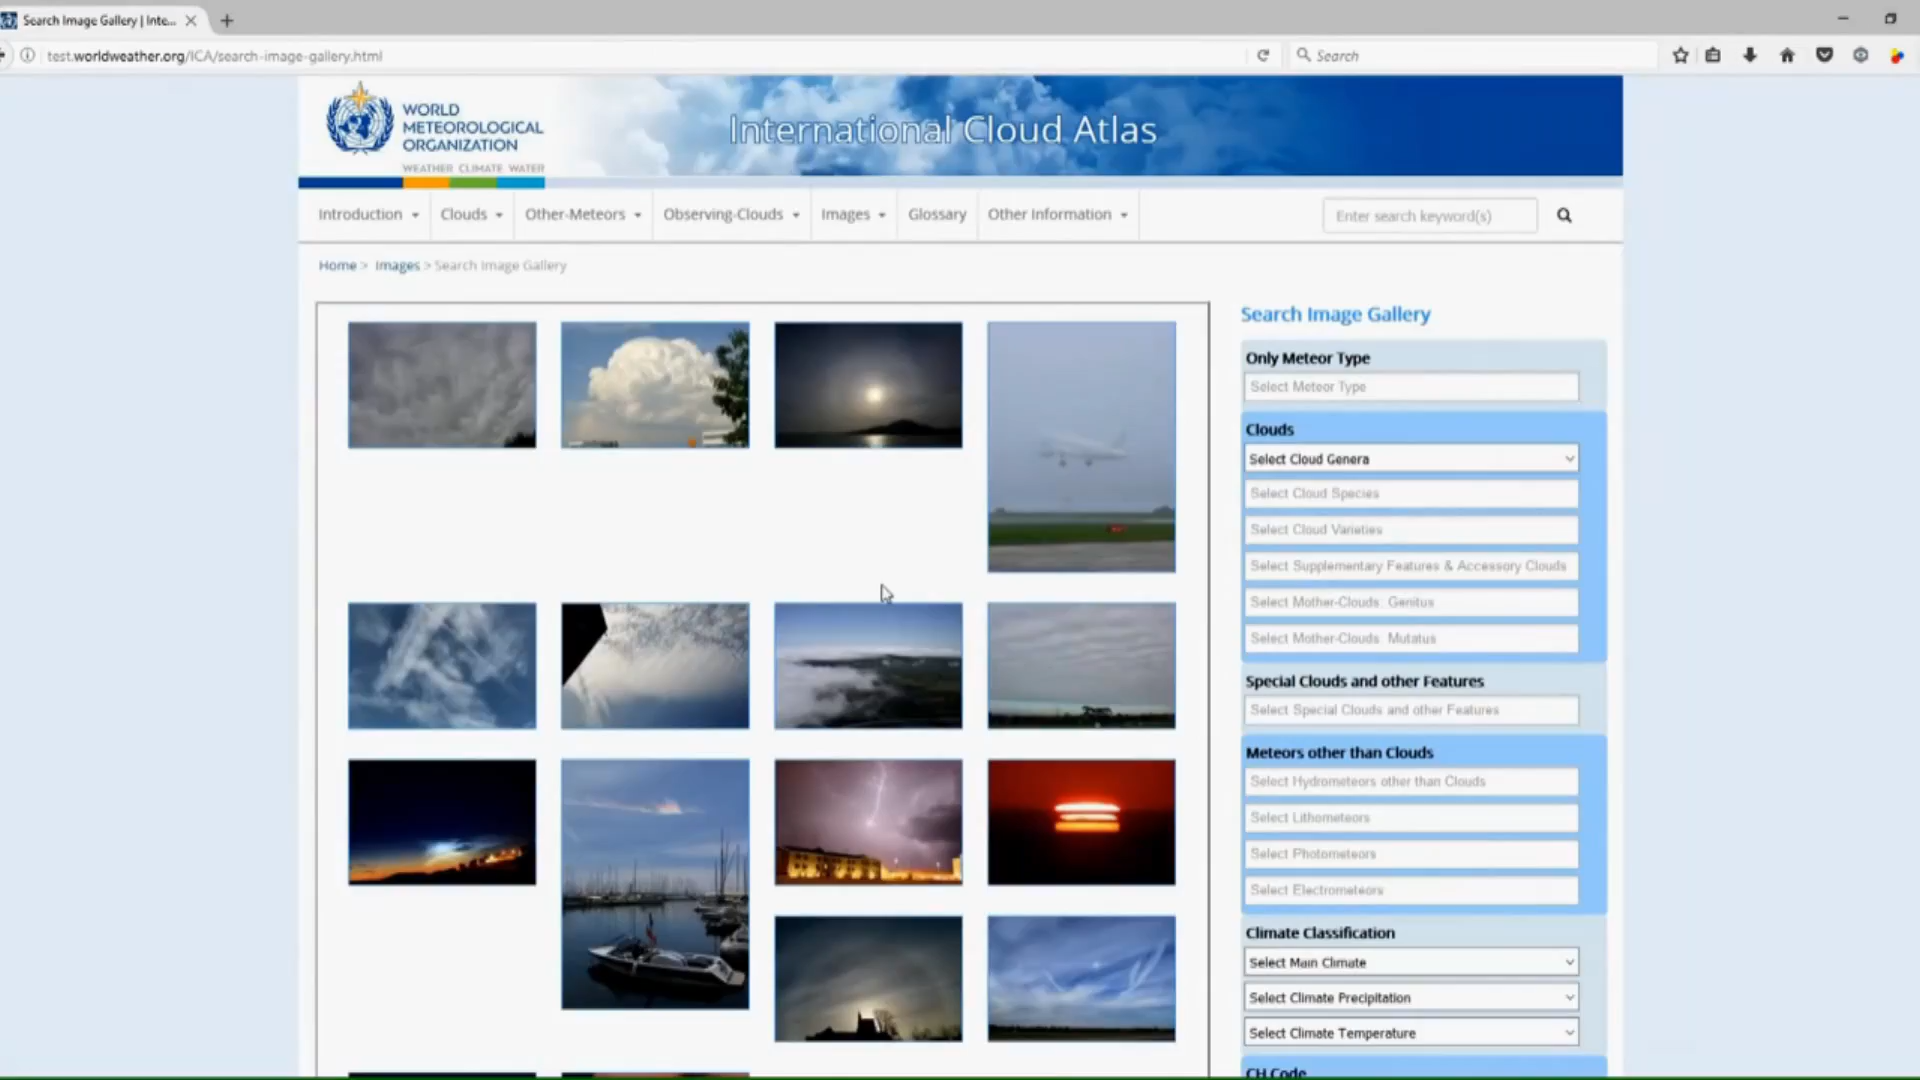 Search Image Gallery | Inte...
test.worldweather.org/ICA/search-image-gallery.html
Search
WORLD
METEOROLOGICAL
ORGANIZATION
WEATHER CLIMATE WATER
International Cloud Atlas
Introduction
Clouds
Other-Meteors
Observing-Clouds
Images
Glossary
Other Information
Enter search keyword(s)
Home > Images > Search Image Gallery
Search Image Gallery
Only Meteor Type
Select Meteor Type
Clouds
Select Cloud Genera
Select Cloud Species
Select Cloud Varieties
Select Supplementary Features & Accessory Clouds
Select Mother-Clouds: Genitus
Select Mother-Clouds: Mutatus
Special Clouds and other Features
Select Special Clouds and other Features
Meteors other than Clouds
Select Hydrometeors other than Clouds
Select Lithometeors
Select Photometeors
Select Electrometeors
Climate Classification
Select Main Climate
Select Climate Precipitation
Select Climate Temperature
CH Code